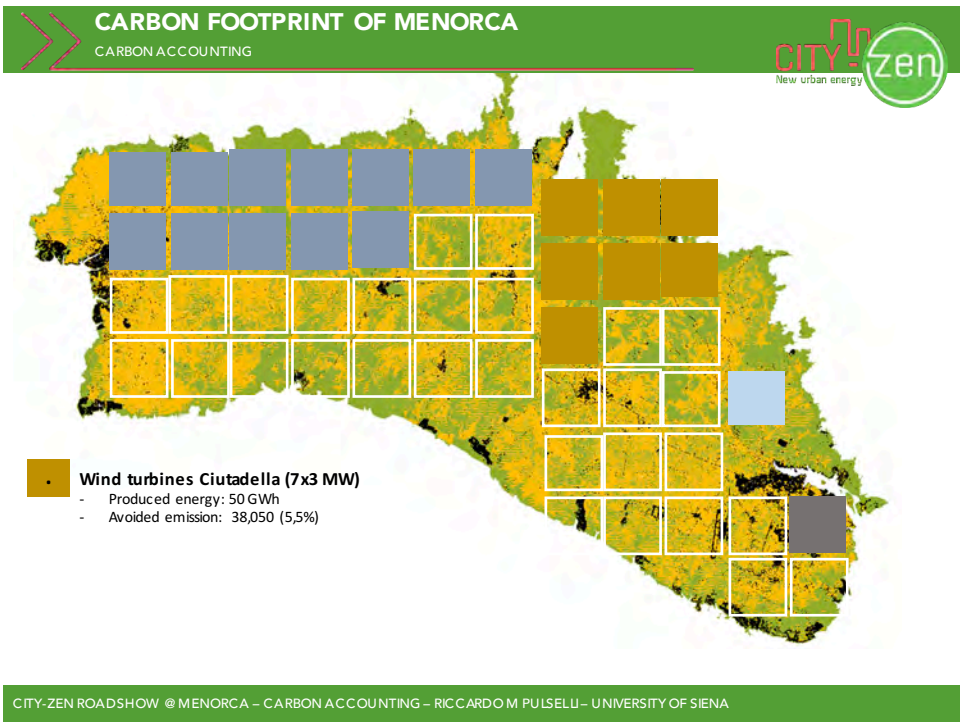 CARBON FOOTPRINT OF MENORCA
CARBON ACCOUNTING
CITY
zen
New urban energy
Wind turbines Ciutadella (7x3 MW)
- Produced energy: 50 GWh
- Avoided emission: 38,050 (5,5%)
CITY-ZEN ROADSHOW @ MENORCA – CARBON ACCOUNTING – RICCARDO M PULSELLI – UNIVERSITY OF SIENA